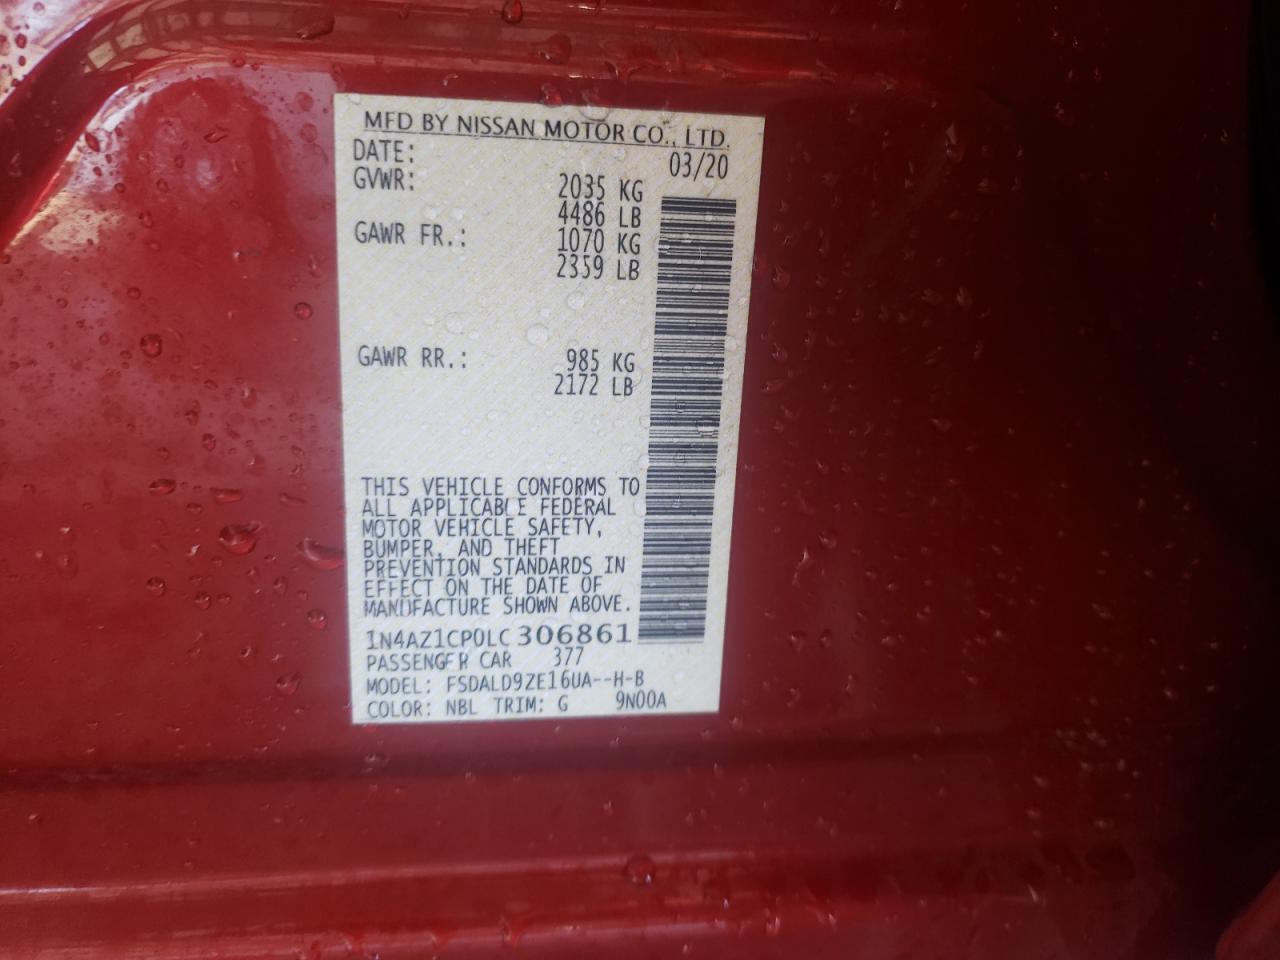 MFD BY NISSAN MOTOR CO., LTD.
DATE: 03/20
GVWR: 2035 KG
4486 LB
GAWR FR.: 1070 KG
2359 LB
GAWR RR.: 985 KG
2172 LB
THIS VEHICLE CONFORMS TO
ALL APPLICABLE FEDERAL
MOTOR VEHICLE SAFETY,
BUMPER, AND THEFT
PREVENTION STANDARDS IN
EFFECT ON THE DATE OF
MANUFACTURE SHOWN ABOVE.
1N4AZ1CP0LC306861
PASSENGER CAR 377
MODEL: FSDALD9ZE16UA--H-B
COLOR: NBL TRIM: G 9N00A